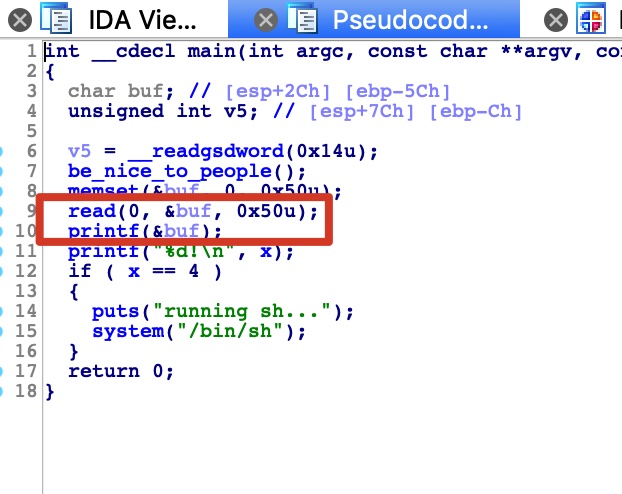 IDA Vie... Pseudocod...
1 int __cdecl main(int argc, const char **argv, co
2 {
3 char buf; // [esp+2Ch] [ebp-5Ch]
4 unsigned int v5; // [esp+7Ch] [ebp-Ch]
5
6 v5 = __readgsdword(0x14u);
7 be_nice_to_people();
8 memset(&buf, 0, 0x50u);
9 read(0, &buf, 0x50u);
10 printf(&buf);
11 printf("%d!\n", x);
12 if ( x == 4 )
13 {
14 puts("running sh...");
15 system("/bin/sh");
16 }
17 return 0;
18 }